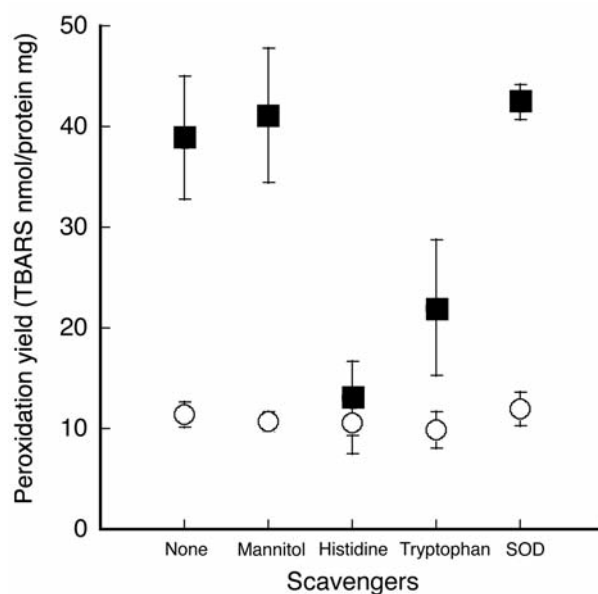 Peroxidation yield (TBARS nmol/protein mg)
50
40
30
20
10
0
None Mannitol Histidine Tryptophan SOD
Scavengers